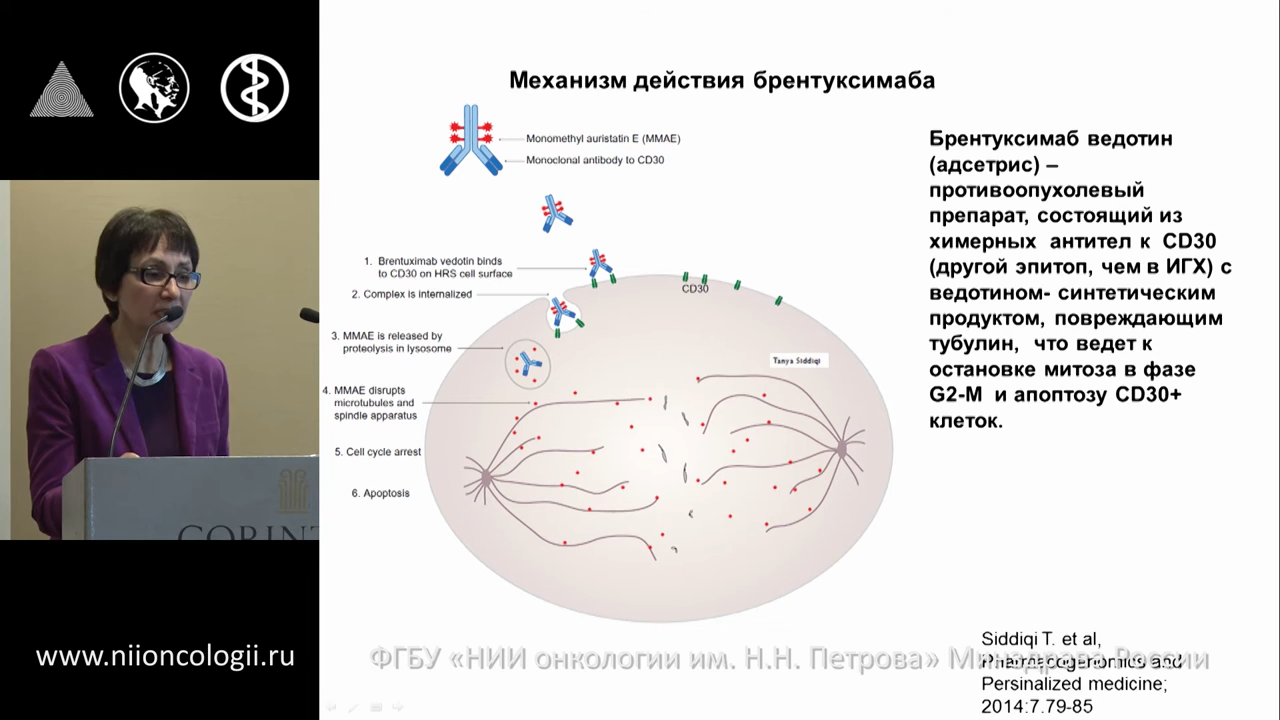 Механизм действия брентуксимаба
Monomethyl auristatin E (MMAE)
Monoclonal antibody to CD30
1. Brentuximab vedotin binds
to CD30 on HRS cell surface
2. Complex is internalized
3. MMAE is released by
proteolysis in lysosome
4. MMAE disrupts
microtubules and
spindle apparatus
5. Cell cycle arrest
6. Apoptosis
CD30
Tanya Siddiqi
Брентуксимаб ведотин
(адсетрис) –
противоопухолевый
препарат, состоящий из
химерных антител к CD30
(другой эпитоп, чем в ИГХ) с
ведотином- синтетическим
продуктом, повреждающим
тубулин, что ведет к
остановке митоза в фазе
G2-M и апоптозу CD30+
клеток.
Siddiqi T. et al,
Pharmacogenomics and
Persinalized medicine;
2014:7.79-85
CORINT
www.niioncologii.ru
ФГБУ «НИИ онкологии им. Н.Н. Петрова» Минздрава России